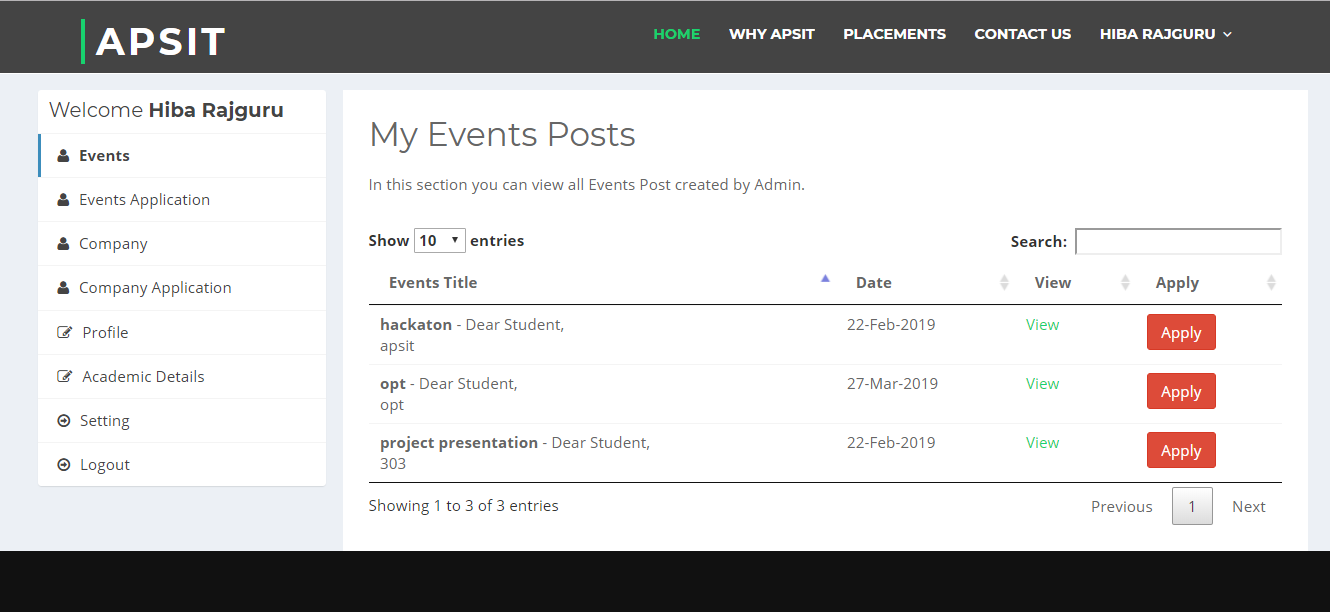 APSIT
HOME WHY APSIT PLACEMENTS CONTACT US HIBA RAJGURU
Welcome Hiba Rajguru
Events
Events Application
Company
Company Application
Profile
Academic Details
Setting
Logout
My Events Posts
In this section you can view all Events Post created by Admin.
Show 10 entries
Search:
Events Title Date View Apply
hackaton - Dear Student, 22-Feb-2019 View Apply
apsit
opt - Dear Student, 27-Mar-2019 View Apply
opt
project presentation - Dear Student, 22-Feb-2019 View Apply
303
Showing 1 to 3 of 3 entries
Previous 1 Next